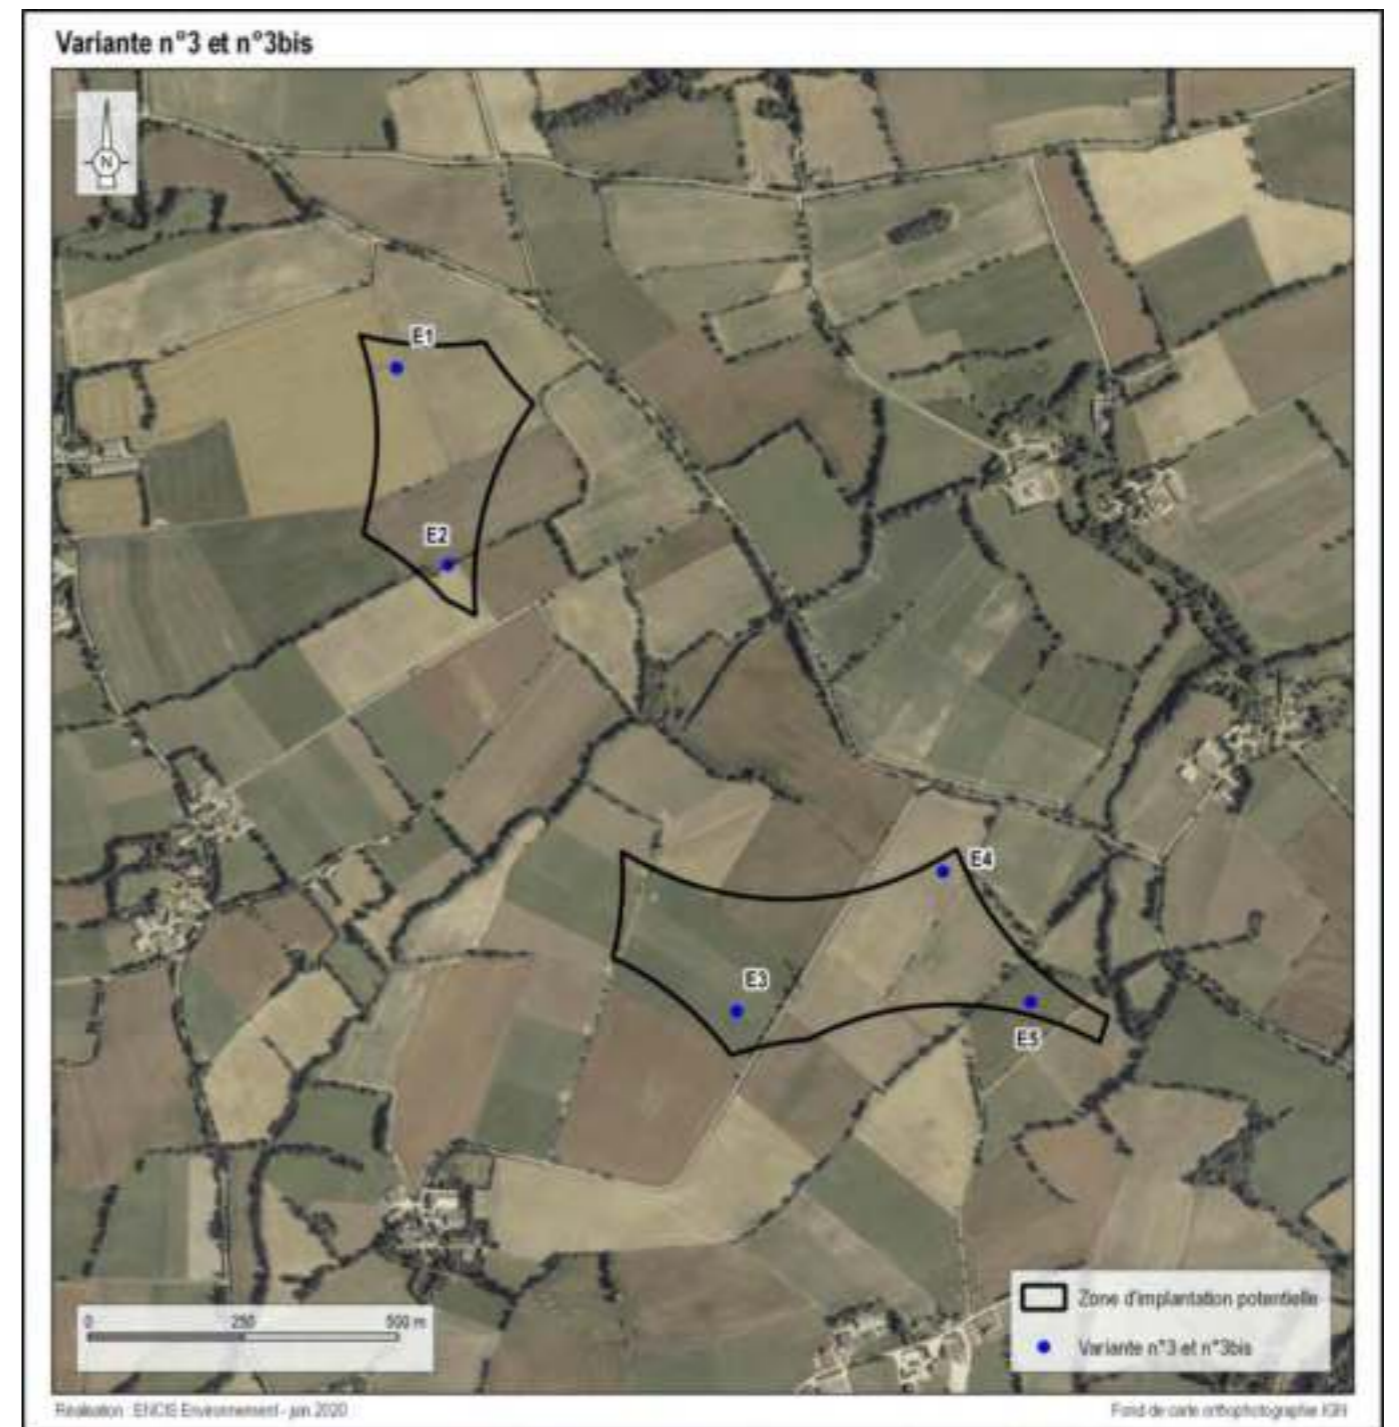 Variante n°3 et n°3bis
N
E1
E2
E4
E3
E5
0 250 500 m
Zone d'implantation potentielle
Variante n°3 et n°3bis
Réalisation : ENCIS Environnement - juin 2020
Fond de carte orthophotographie IGN